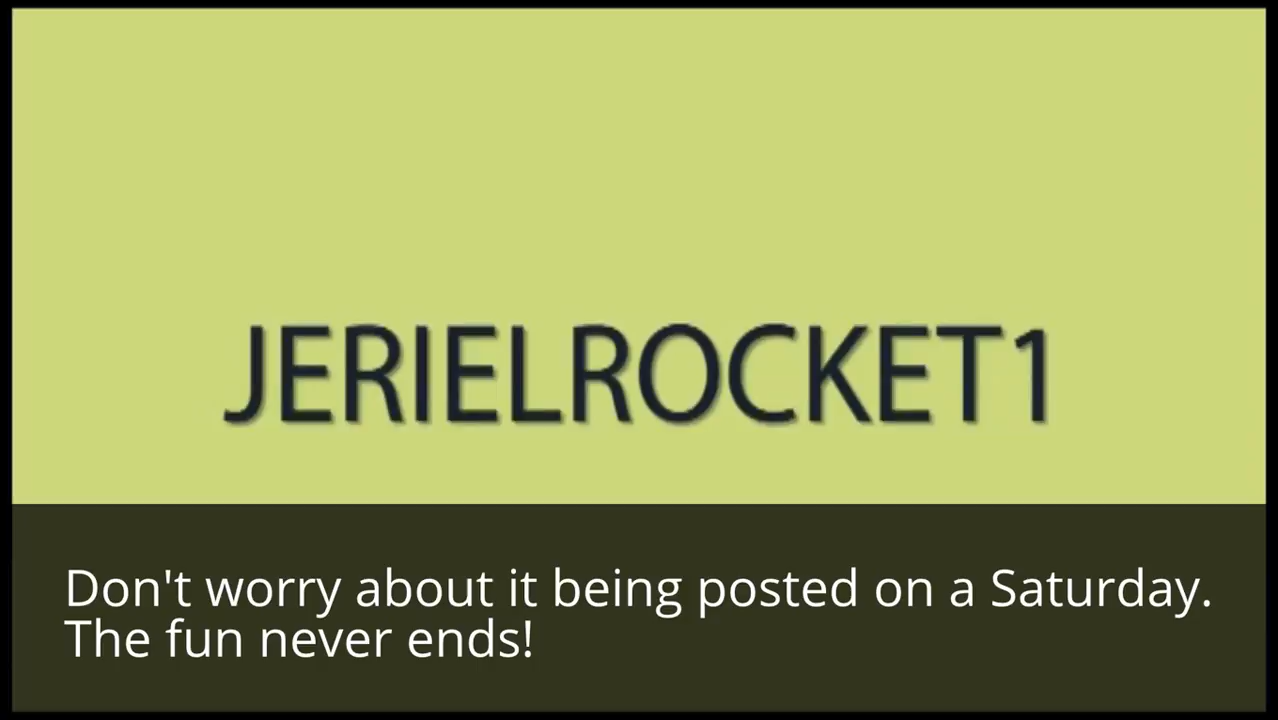 JERIELROCKET1
Don't worry about it being posted on a Saturday.
The fun never ends!